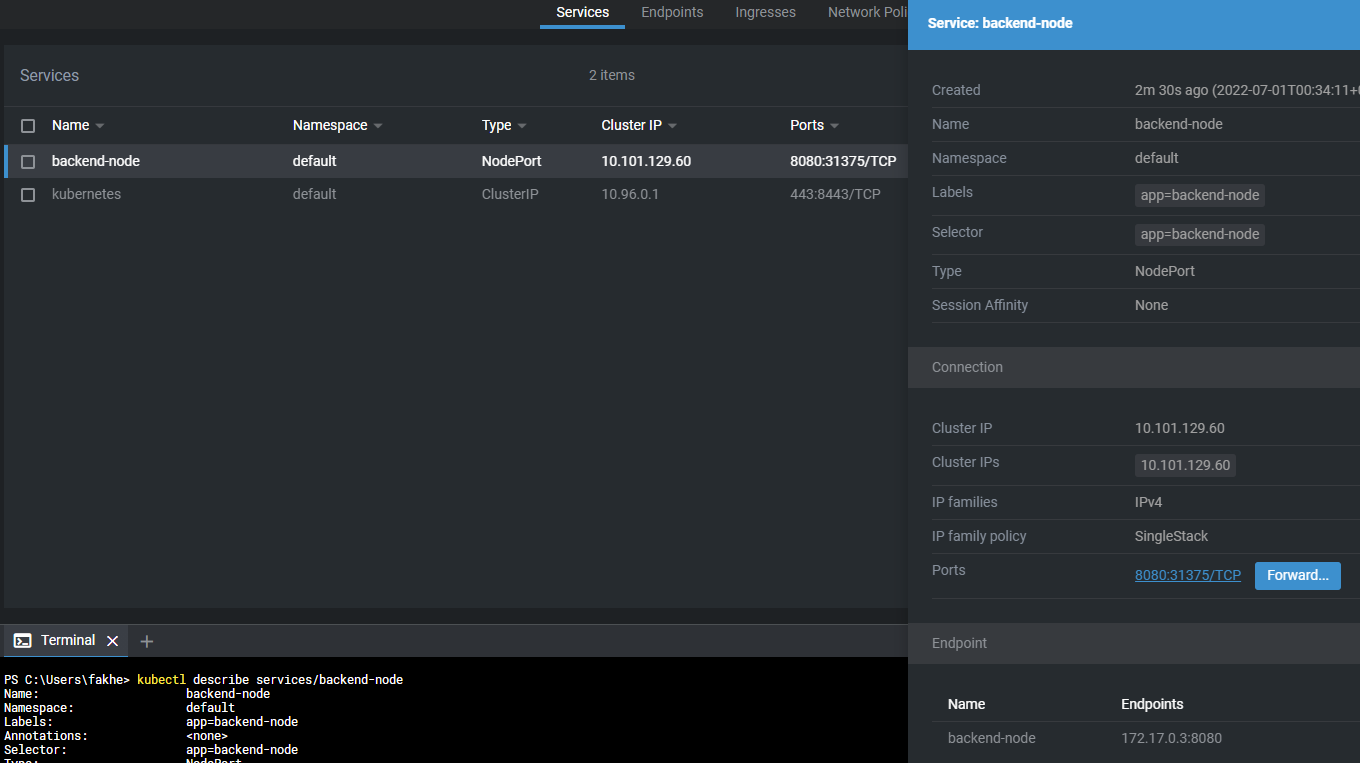 Services Endpoints Ingresses Network Poli
Services 2 items
Name Namespace Type Cluster IP Ports
backend-node default NodePort 10.101.129.60 8080:31375/TCP
kubernetes default ClusterIP 10.96.0.1 443:8443/TCP
Service: backend-node
Created 2m 30s ago (2022-07-01T00:34:11+0
Name backend-node
Namespace default
Labels app=backend-node
Selector app=backend-node
Type NodePort
Session Affinity None
Connection
Cluster IP 10.101.129.60
Cluster IPs 10.101.129.60
IP families IPv4
IP family policy SingleStack
Ports 8080:31375/TCP Forward...
Endpoint
Name Endpoints
backend-node 172.17.0.3:8080
Terminal
PS C:\Users\fakhe> kubectl describe services/backend-node
Name: backend-node
Namespace: default
Labels: app=backend-node
Annotations: <none>
Selector: app=backend-node
Type: NodePort